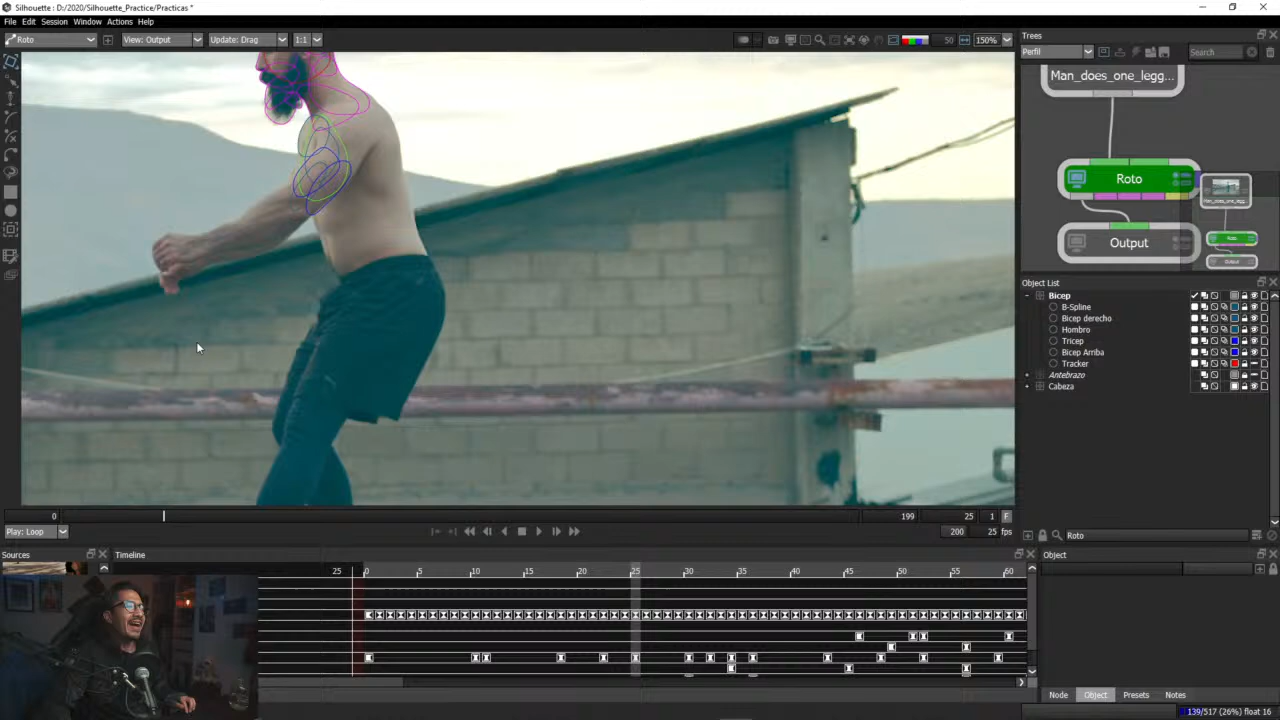 Silhouette : D:/2020/Silhouette_Practice/Practicas *
File Edit Session Window Actions Help
Roto View: Output Update: Drag 1:1 50 150%
Trees
Perfil Search
Man_does_one_legg...
Roto
Output
Object List
Bicep
B-Spline
Bicep derecho
Hombro
Tricep
Bicep Arriba
Tracker
Antebrazo
Cabeza
Roto
0 199 25 1 F
Play: Loop 200 25 fps
Sources Timeline Object
25 0 5 10 15 20 25 30 35 40 45 50 55 60
Node Object Presets Notes
139/517 (26%) float 16